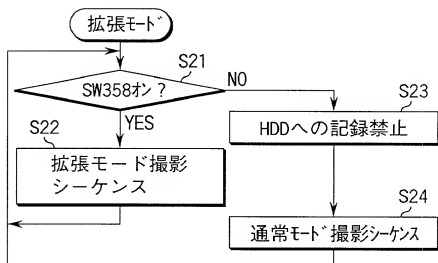 拡張モード
S21
SW358オン?
NO
YES
S22
拡張モード撮影
シーケンス
S23
HDDへの記録禁止
S24
通常モード撮影シーケンス